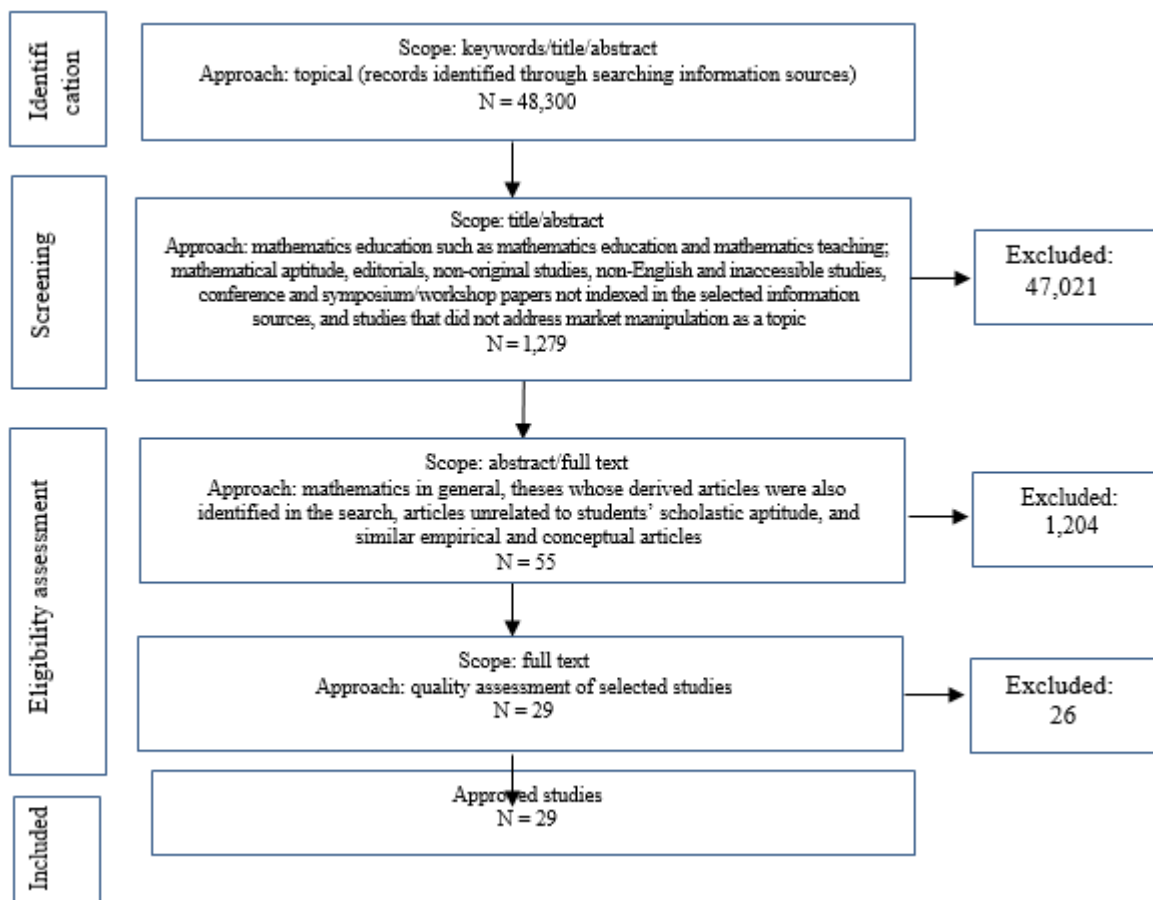 Identifi
cation
Scope: keywords/title/abstract
Approach: topical (records identified through searching information sources)
N = 48,300
Screening
Scope: title/abstract
Approach: mathematics education such as mathematics education and mathematics teaching;
mathematical aptitude, editorials, non-original studies, non-English and inaccessible studies,
conference and symposium/workshop papers not indexed in the selected information
sources, and studies that did not address market manipulation as a topic
N = 1,279
Excluded:
47,021
Eligibility assessment
Scope: abstract/full text
Approach: mathematics in general, theses whose derived articles were also
identified in the search, articles unrelated to students’ scholastic aptitude, and
similar empirical and conceptual articles
N = 55
Excluded:
1,204
Scope: full text
Approach: quality assessment of selected studies
N = 29
Excluded:
26
Included
Approved studies
N = 29